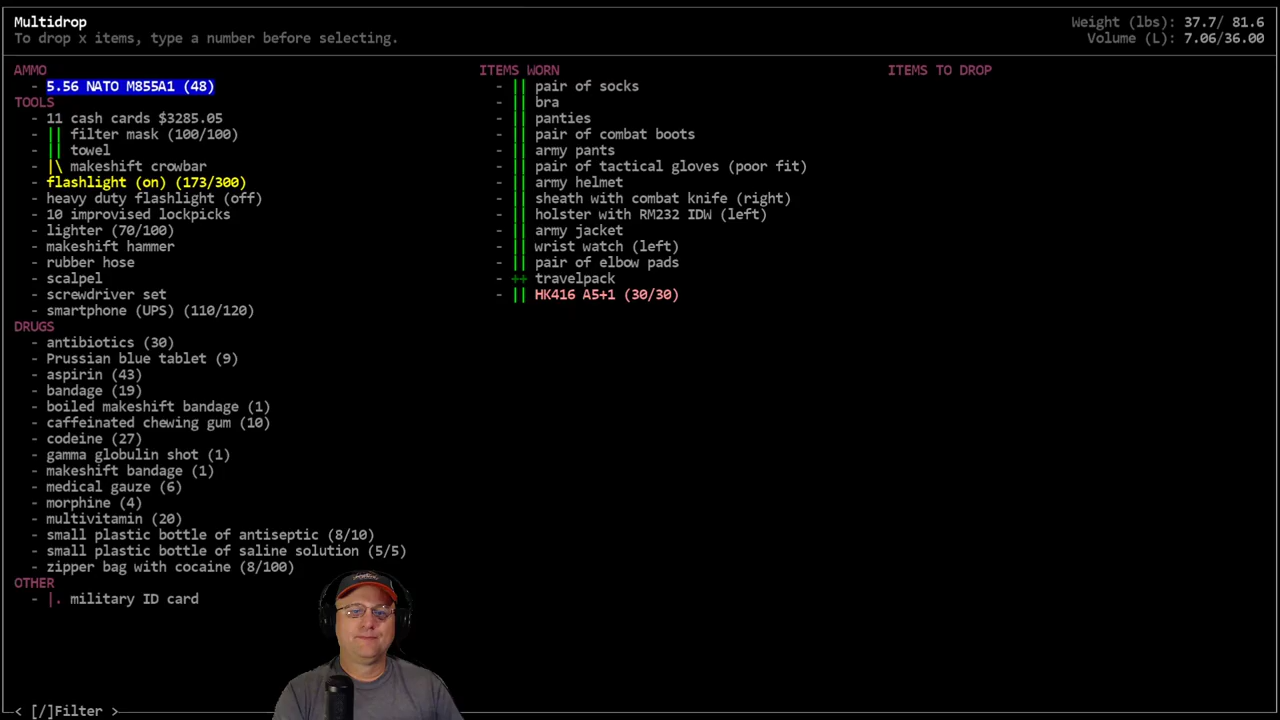 Multidrop
To drop x items, type a number before selecting.
Weight (lbs): 37.7/ 81.6
Volume (L): 7.06/36.00
AMMO
- 5.56 NATO M855A1 (48)
TOOLS
- 11 cash cards $3285.05
- || filter mask (100/100)
- || towel
- |\ makeshift crowbar
- flashlight (on) (173/300)
- heavy duty flashlight (off)
- 10 improvised lockpicks
- lighter (70/100)
- makeshift hammer
- rubber hose
- scalpel
- screwdriver set
- smartphone (UPS) (110/120)
DRUGS
- antibiotics (30)
- Prussian blue tablet (9)
- aspirin (43)
- bandage (19)
- boiled makeshift bandage (1)
- caffeinated chewing gum (10)
- codeine (27)
- gamma globulin shot (1)
- makeshift bandage (1)
- medical gauze (6)
- morphine (4)
- multivitamin (20)
- small plastic bottle of antiseptic (8/10)
- small plastic bottle of saline solution (5/5)
- zipper bag with cocaine (8/100)
OTHER
- |. military ID card
ITEMS WORN
- || pair of socks
- || bra
- || panties
- || pair of combat boots
- || army pants
- || pair of tactical gloves (poor fit)
- || army helmet
- || sheath with combat knife (right)
- || holster with RM232 IDW (left)
- || army jacket
- || wrist watch (left)
- || pair of elbow pads
- ++ travelpack
- || HK416 A5+1 (30/30)
ITEMS TO DROP
< [/]Filter >